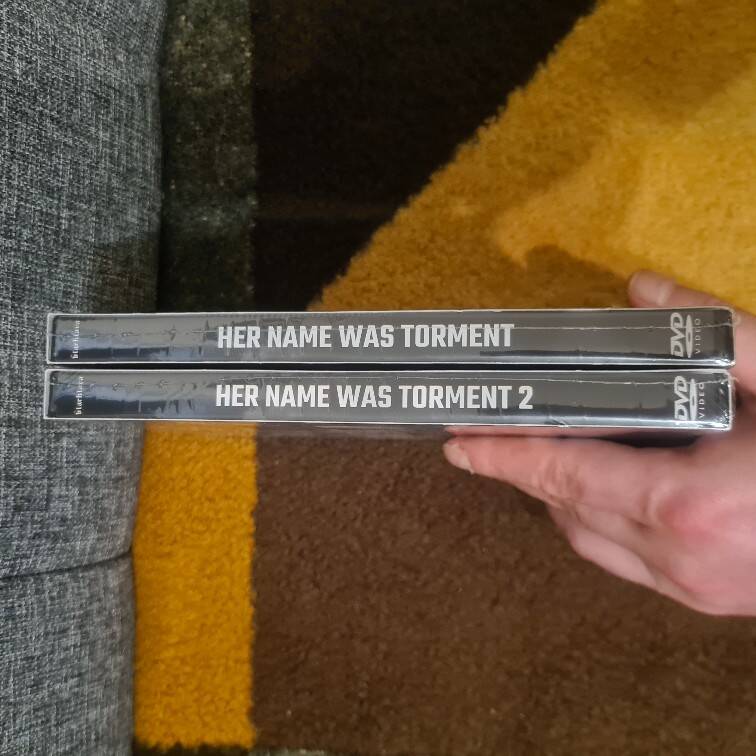 HER NAME WAS TORMENT
DVD
VIDEO
HER NAME WAS TORMENT 2
DVD
VIDEO